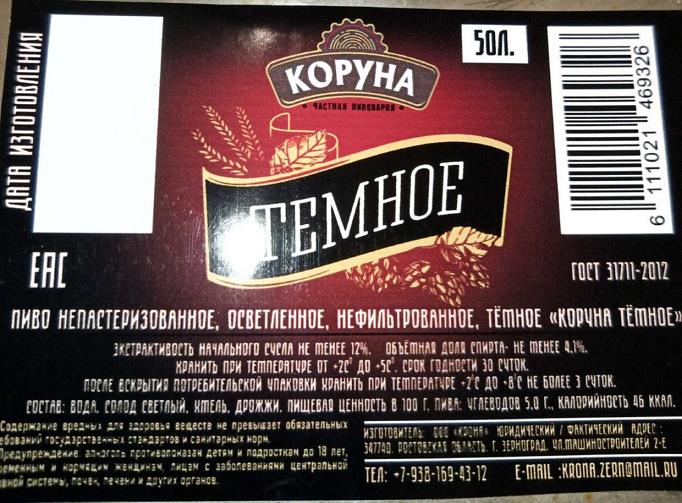 ДАТА ИЗГОТОВЛЕНИЯ
КОРУНА
• ЧАСТНАЯ ПИВОВАРНЯ •
50Л.
6 111021 469326
ТЕМНОЕ
ЕАС
ГОСТ 31711-2012
ПИВО НЕПАСТЕРИЗОВАННОЕ, ОСВЕТЛЕННОЕ, НЕФИЛЬТРОВАННОЕ, ТЁМНОЕ «КОРУНА ТЁМНОЕ»
ЭКСТРАКТИВНОСТЬ НАЧАЛЬНОГО СУСЛА НЕ МЕНЕЕ 12%. ОБЪЁМНАЯ ДОЛЯ СПИРТА- НЕ МЕНЕЕ 4,1%.
ХРАНИТЬ ПРИ ТЕМПЕРАТУРЕ ОТ +2С° ДО +5С°. СРОК ГОДНОСТИ 30 СУТОК.
ПОСЛЕ ВСКРЫТИЯ ПОТРЕБИТЕЛЬСКОЙ УПАКОВКИ ХРАНИТЬ ПРИ ТЕМПЕРАТУРЕ +2°С ДО +8°С НЕ БОЛЕЕ 3 СУТОК.
СОСТАВ: ВОДА, СОЛОД СВЕТЛЫЙ, ХМЕЛЬ, ДРОЖЖИ. ПИЩЕВАЯ ЦЕННОСТЬ В 100 Г. ПИВА: УГЛЕВОДОВ 5,0 Г., КАЛОРИЙНОСТЬ 46 ККАЛ.
Содержание вредных для здоровья веществ не превышает обязательных
ебований государственных стандартов и санитарных норм.
Предупреждение: алкоголь противопоказан детям и подросткам до 18 лет,
ременным и кормящим женщинам, лицам с заболеваниями центральной
вной системы, почек, печени и других органов.
ИЗГОТОВИТЕЛЬ: ООО «КРОНА» ЮРИДИЧЕСКИЙ / ФАКТИЧЕСКИЙ АДРЕС :
347740, РОСТОВСКАЯ ОБЛАСТЬ, Г. ЗЕРНОГРАД, УЛ.МАШИНОСТРОИТЕЛЕЙ 2-Е
ТЕЛ: +7-938-169-43-12 E-MAIL :KRONA.ZERN@MAIL.RU